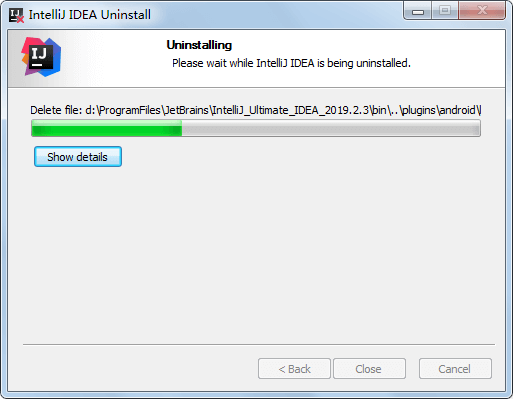 IntelliJ IDEA Uninstall
IJ
Uninstalling
Please wait while IntelliJ IDEA is being uninstalled.
Delete file: d:\ProgramFiles\JetBrains\IntelliJ_Ultimate_IDEA_2019.2.3\bin\..\plugins\android\
Show details
< Back
Close
Cancel